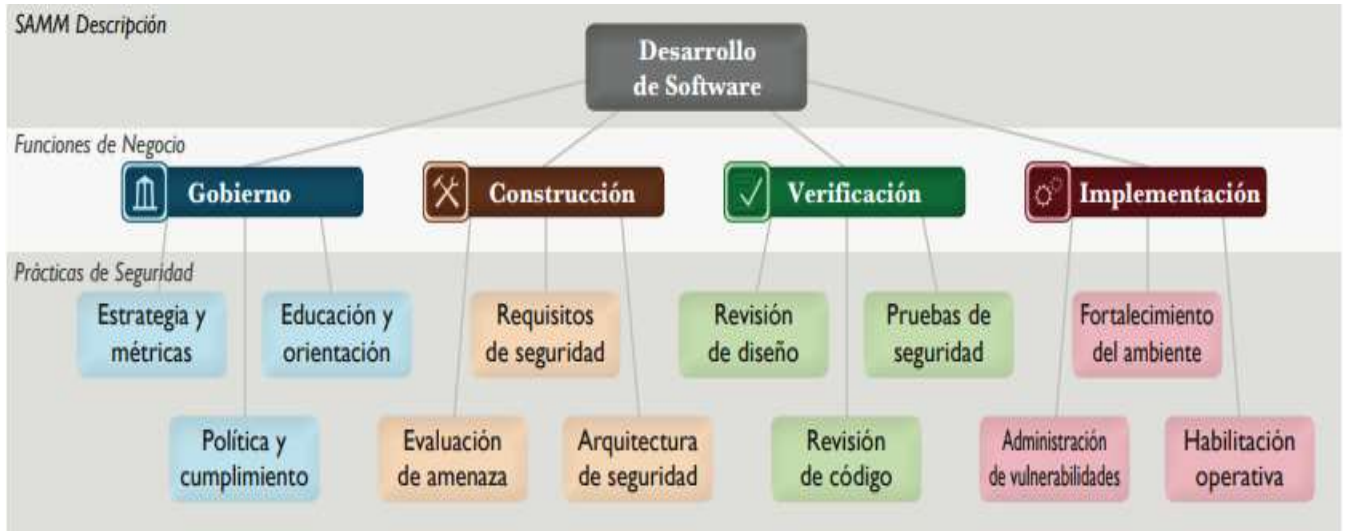 SAMM Descripción
Desarrollo
de Software
Funciones de Negocio
Gobierno
Construcción
Verificación
Implementación
Pràcticas de Seguridad
Estrategia y
métricas
Educación y
orientación
Requisitos
de seguridad
Revisión
de diseño
Pruebas de
seguridad
Fortalecimiento
del ambiente
Política y
cumplimiento
Evaluación
de amenaza
Arquitectura
de seguridad
Revisión
de código
Administración
de vulnerabilidades
Habilitación
operativa